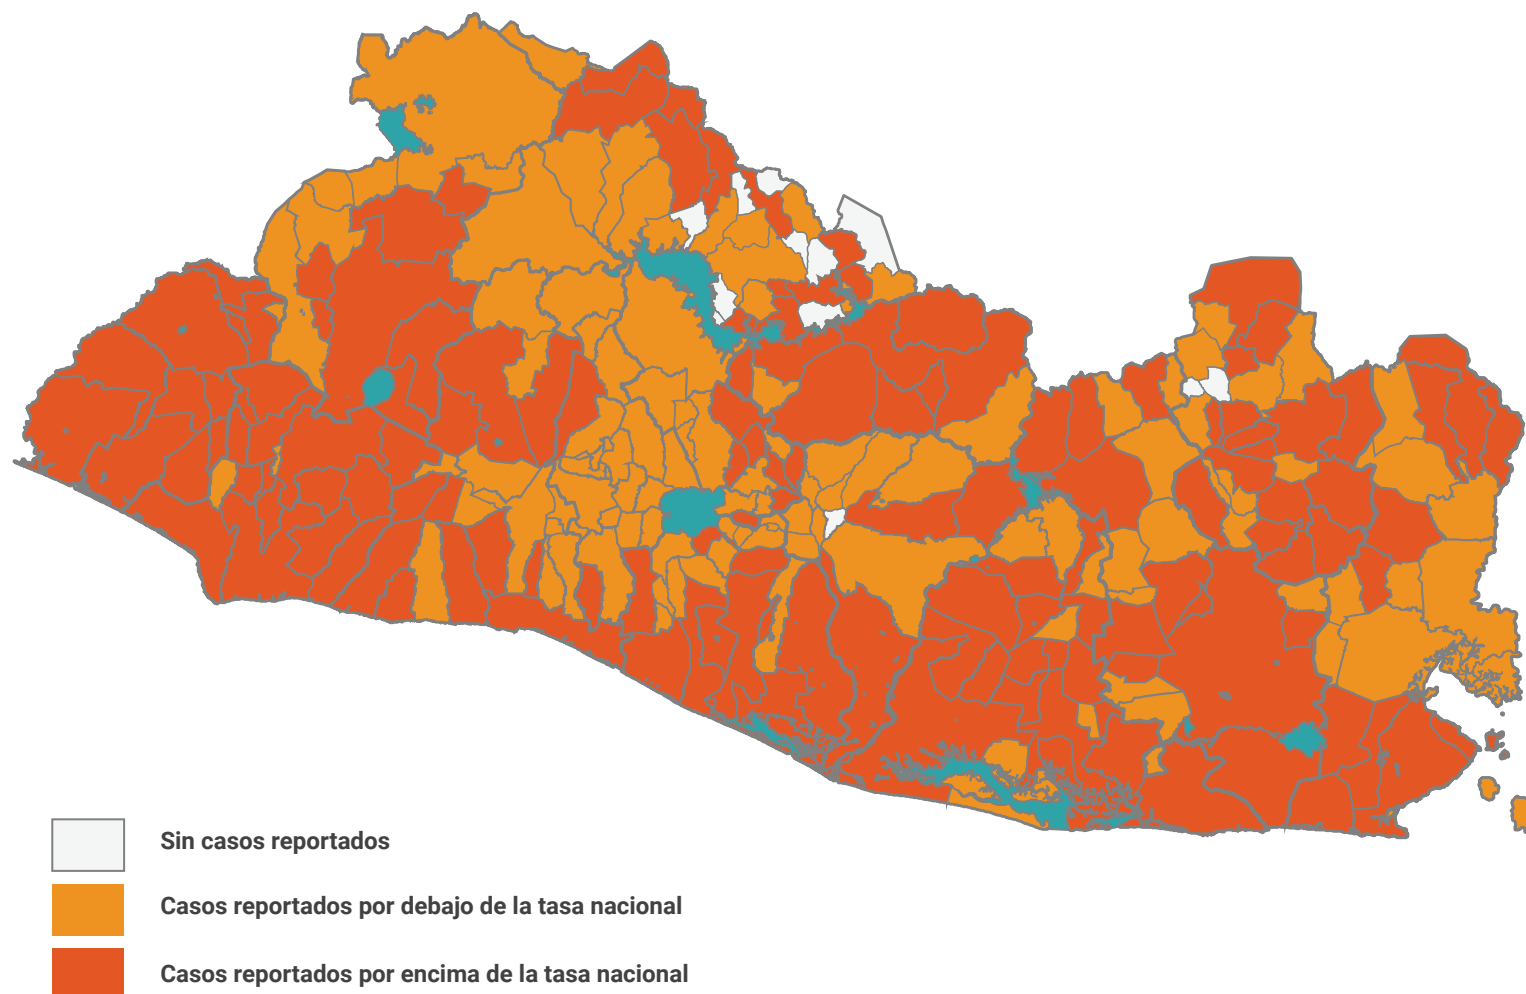 Sin casos reportados
Casos reportados por debajo de la tasa nacional
Casos reportados por encima de la tasa nacional